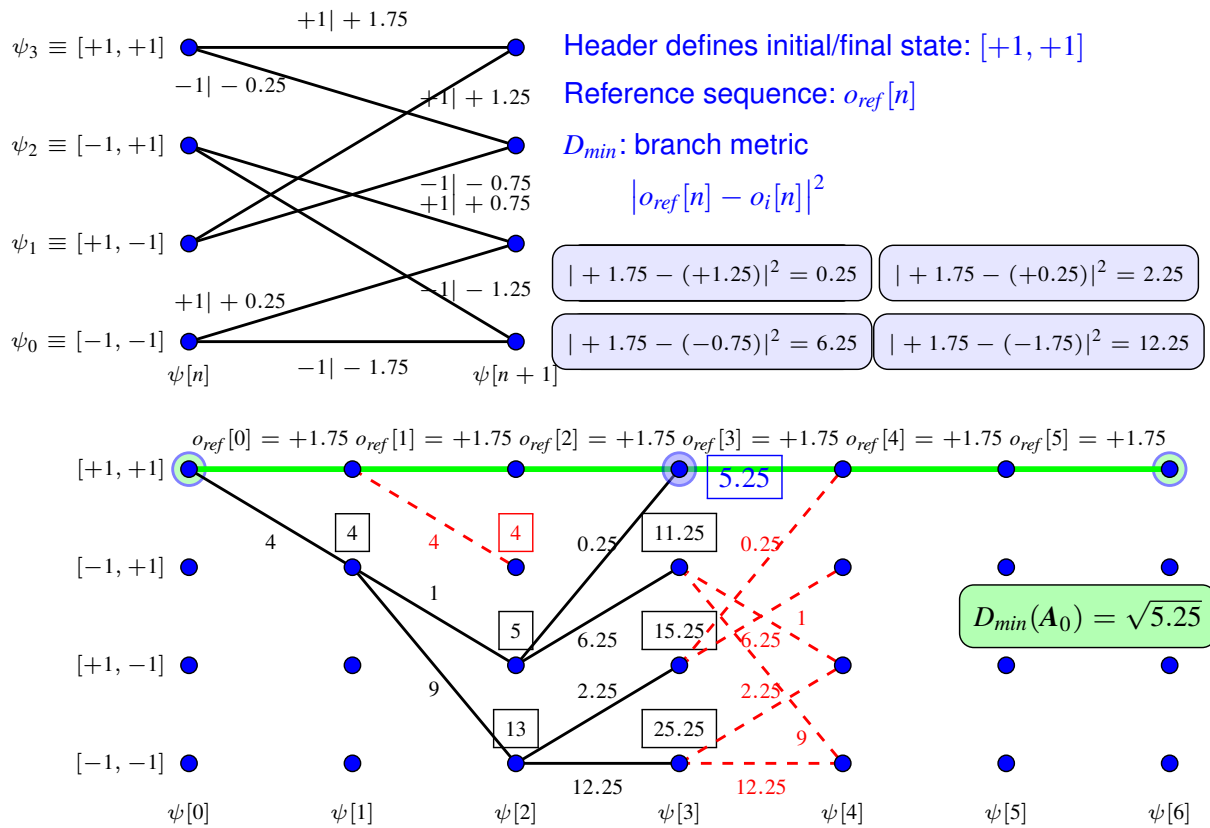 +1| + 1.75
ψ₃ ≡ [+1, +1]
Header defines initial/final state: [+1, +1]
−1| − 0.25
+1| + 1.25
Reference sequence: o_ref[n]
ψ₂ ≡ [−1, +1]
D_min: branch metric
−1| − 0.75
+1| + 0.75
|o_ref[n] − o_i[n]|²
ψ₁ ≡ [+1, −1]
| + 1.75 − (+1.25)|² = 0.25
| + 1.75 − (+0.25)|² = 2.25
+1| + 0.25
−1| − 1.25
ψ₀ ≡ [−1, −1]
| + 1.75 − (−0.75)|² = 6.25
| + 1.75 − (−1.75)|² = 12.25
−1| − 1.75
ψ[n]
ψ[n + 1]
o_ref[0] = +1.75 o_ref[1] = +1.75 o_ref[2] = +1.75 o_ref[3] = +1.75 o_ref[4] = +1.75 o_ref[5] = +1.75
[+1, +1]
5.25
4
4
4
4
0.25
11.25
0.25
[−1, +1]
1
5
6.25
15.25
1
6.25
D_min(A₀) = √5.25
[+1, −1]
9
13
2.25
25.25
2.25
9
[−1, −1]
12.25
12.25
ψ[0]
ψ[1]
ψ[2]
ψ[3]
ψ[4]
ψ[5]
ψ[6]